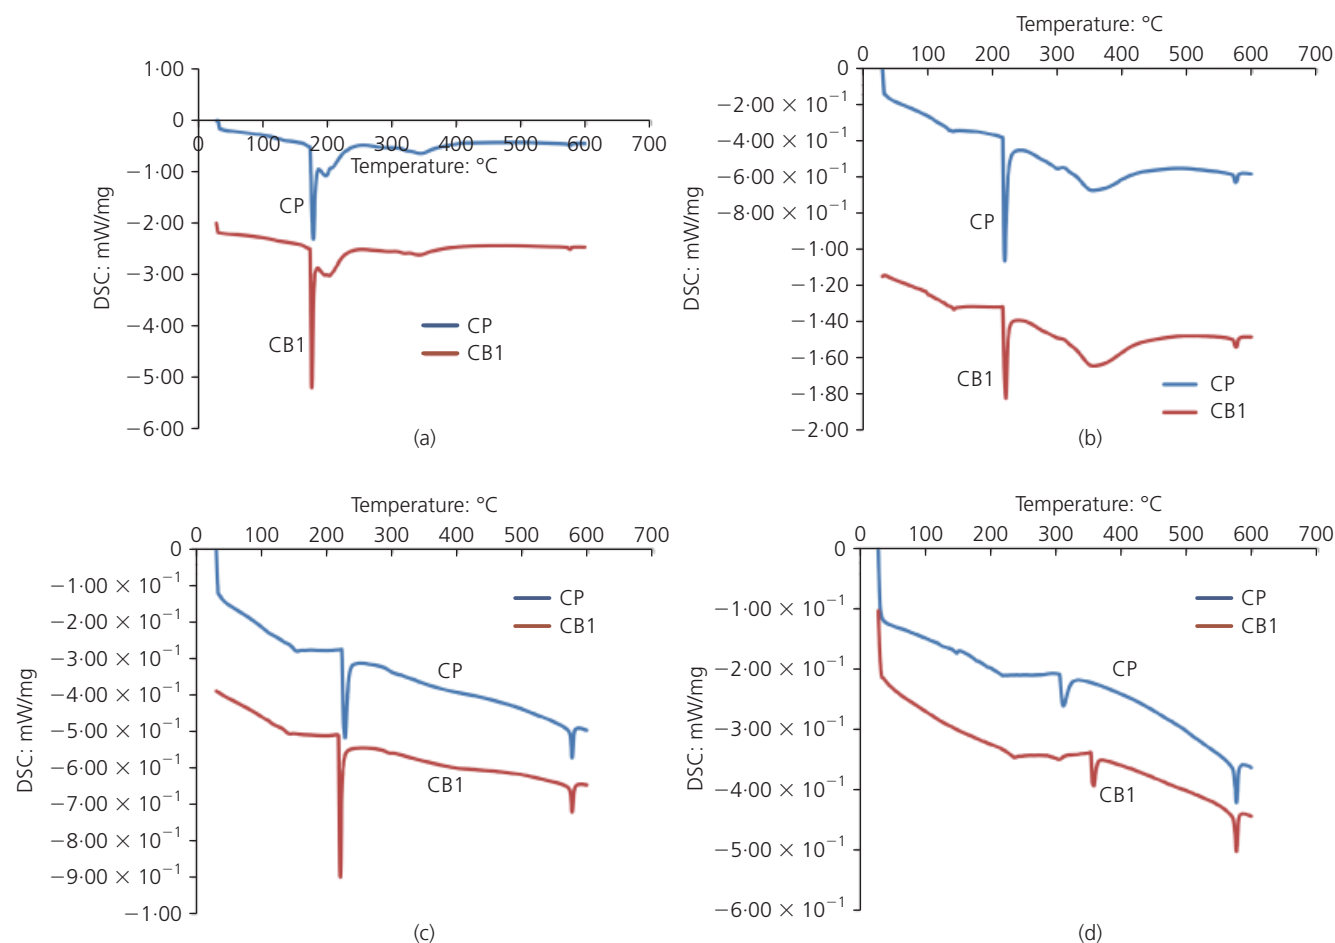 1·00
0
−1·00
−2·00
−3·00
−4·00
−5·00
−6·00
0 100 200 300 400 500 600 700
Temperature: °C
DSC: mW/mg
CP
CB1
CP
CB1
(a)
Temperature: °C
0 100 200 300 400 500 600 700
0
−2·00 × 10⁻¹
−4·00 × 10⁻¹
−6·00 × 10⁻¹
−8·00 × 10⁻¹
−1·00
−1·20
−1·40
−1·60
−1·80
−2·00
DSC: mW/mg
CP
CB1
CP
CB1
(b)
Temperature: °C
0 100 200 300 400 500 600 700
0
−1·00 × 10⁻¹
−2·00 × 10⁻¹
−3·00 × 10⁻¹
−4·00 × 10⁻¹
−5·00 × 10⁻¹
−6·00 × 10⁻¹
−7·00 × 10⁻¹
−8·00 × 10⁻¹
−9·00 × 10⁻¹
−1·00
DSC: mW/mg
CP
CB1
CP
CB1
(c)
Temperature: °C
0 100 200 300 400 500 600 700
0
−1·00 × 10⁻¹
−2·00 × 10⁻¹
−3·00 × 10⁻¹
−4·00 × 10⁻¹
−5·00 × 10⁻¹
−6·00 × 10⁻¹
DSC: mW/mg
CP
CB1
CP
CB1
(d)